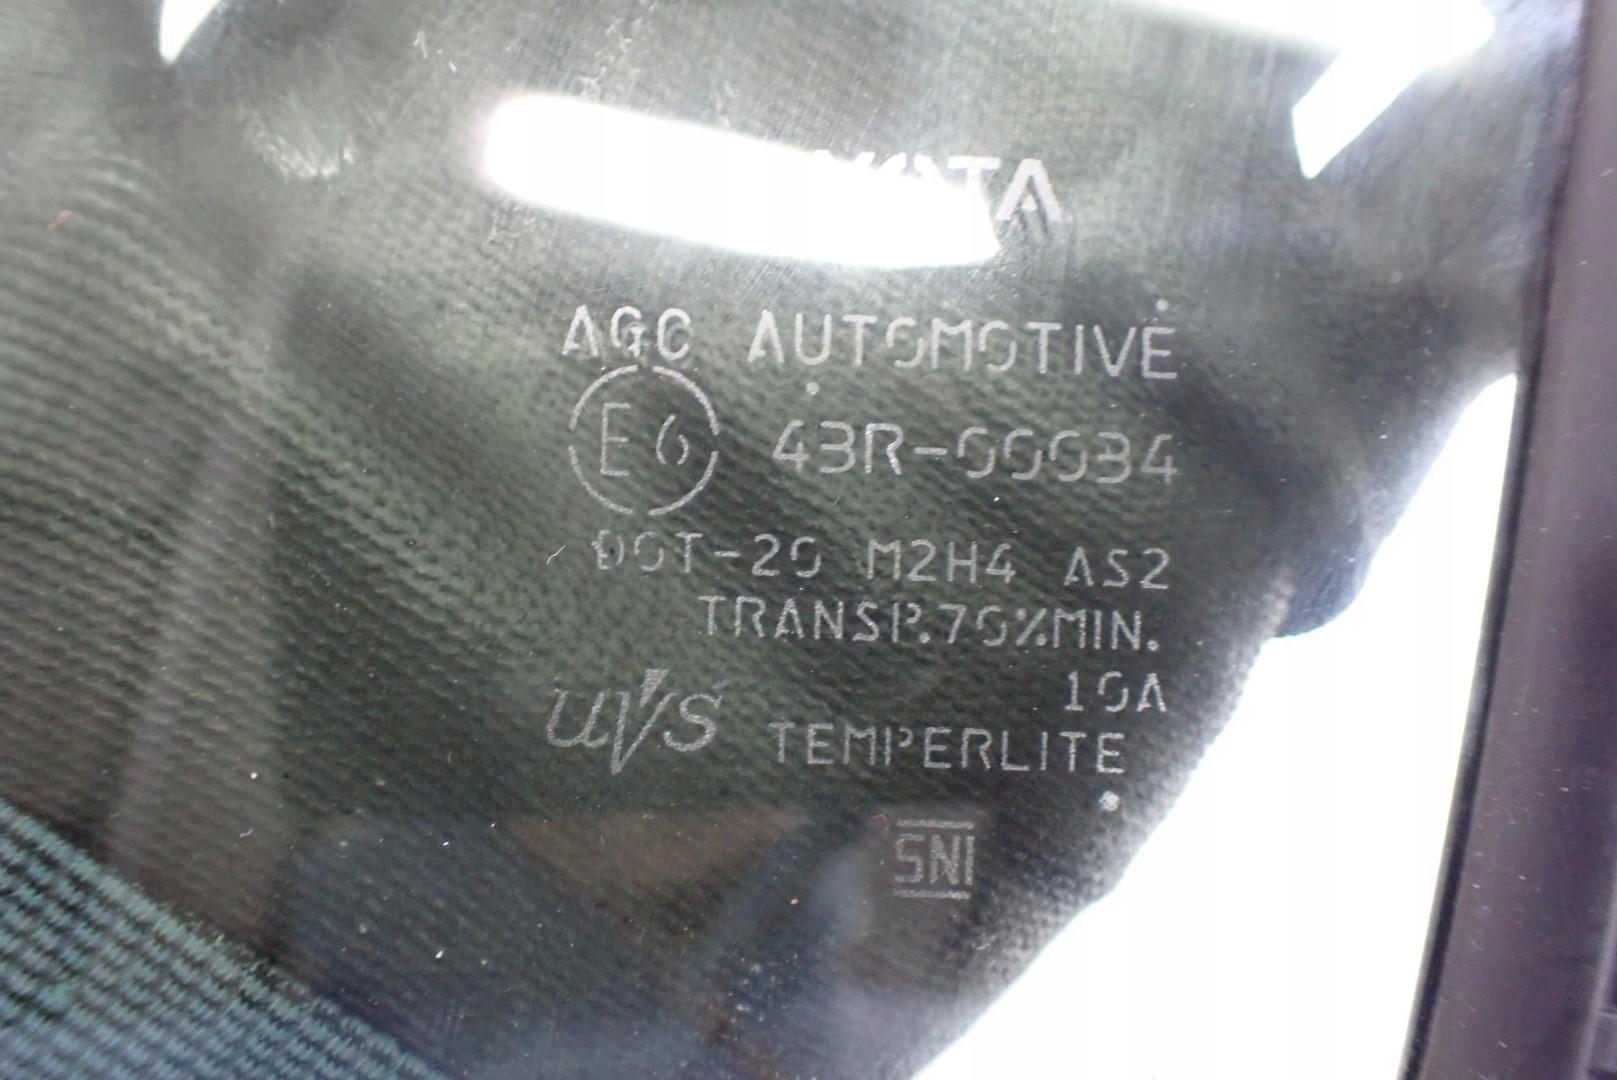 AGC AUTOMOTIVE
E6 43R-00034
DOT-20 M2H4 AS2
TRANSP.70%MIN.
10A
UVS TEMPERLITE
SNI